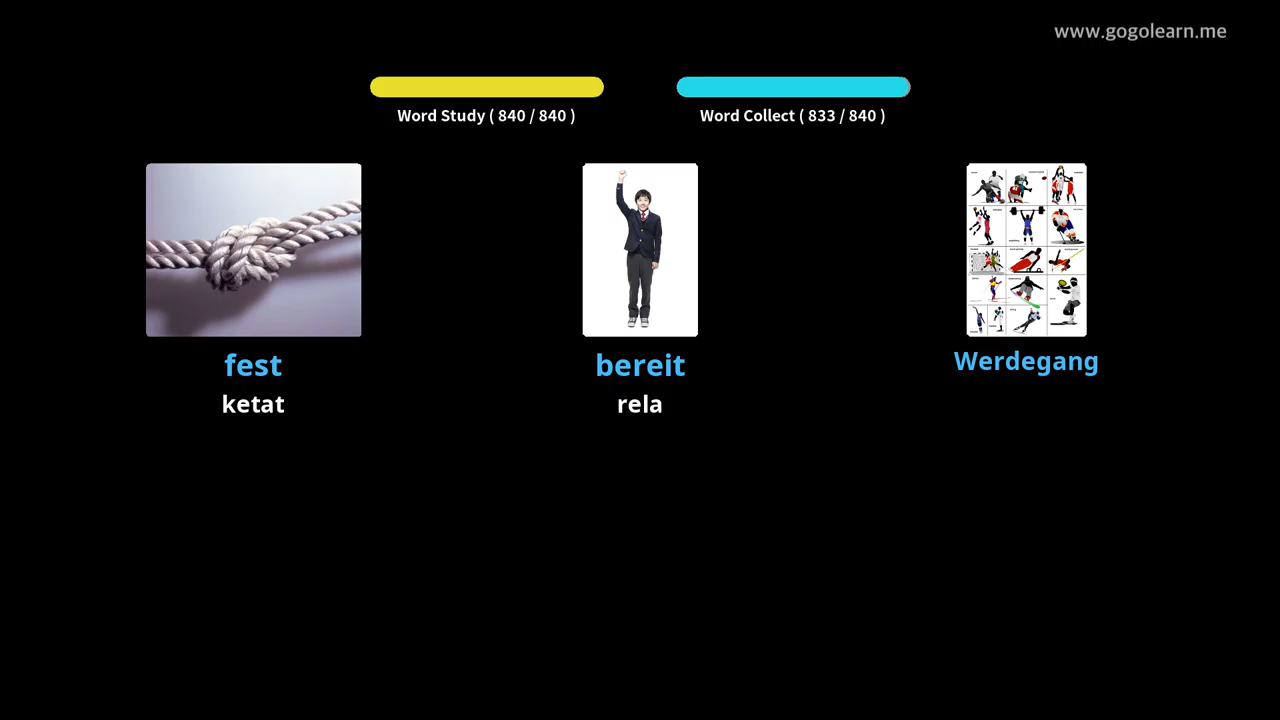 www.gogolearn.me
Word Study ( 840 / 840 )
Word Collect ( 833 / 840 )
fest
ketat
bereit
rela
Werdegang